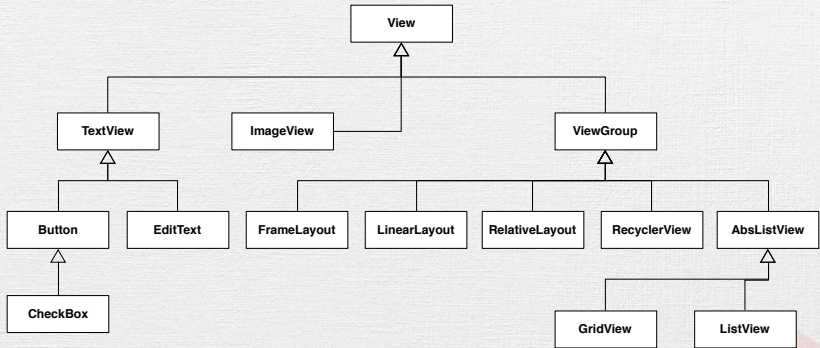 View
TextView
ImageView
ViewGroup
Button
EditText
FrameLayout
LinearLayout
RelativeLayout
RecyclerView
AbsListView
CheckBox
GridView
ListView